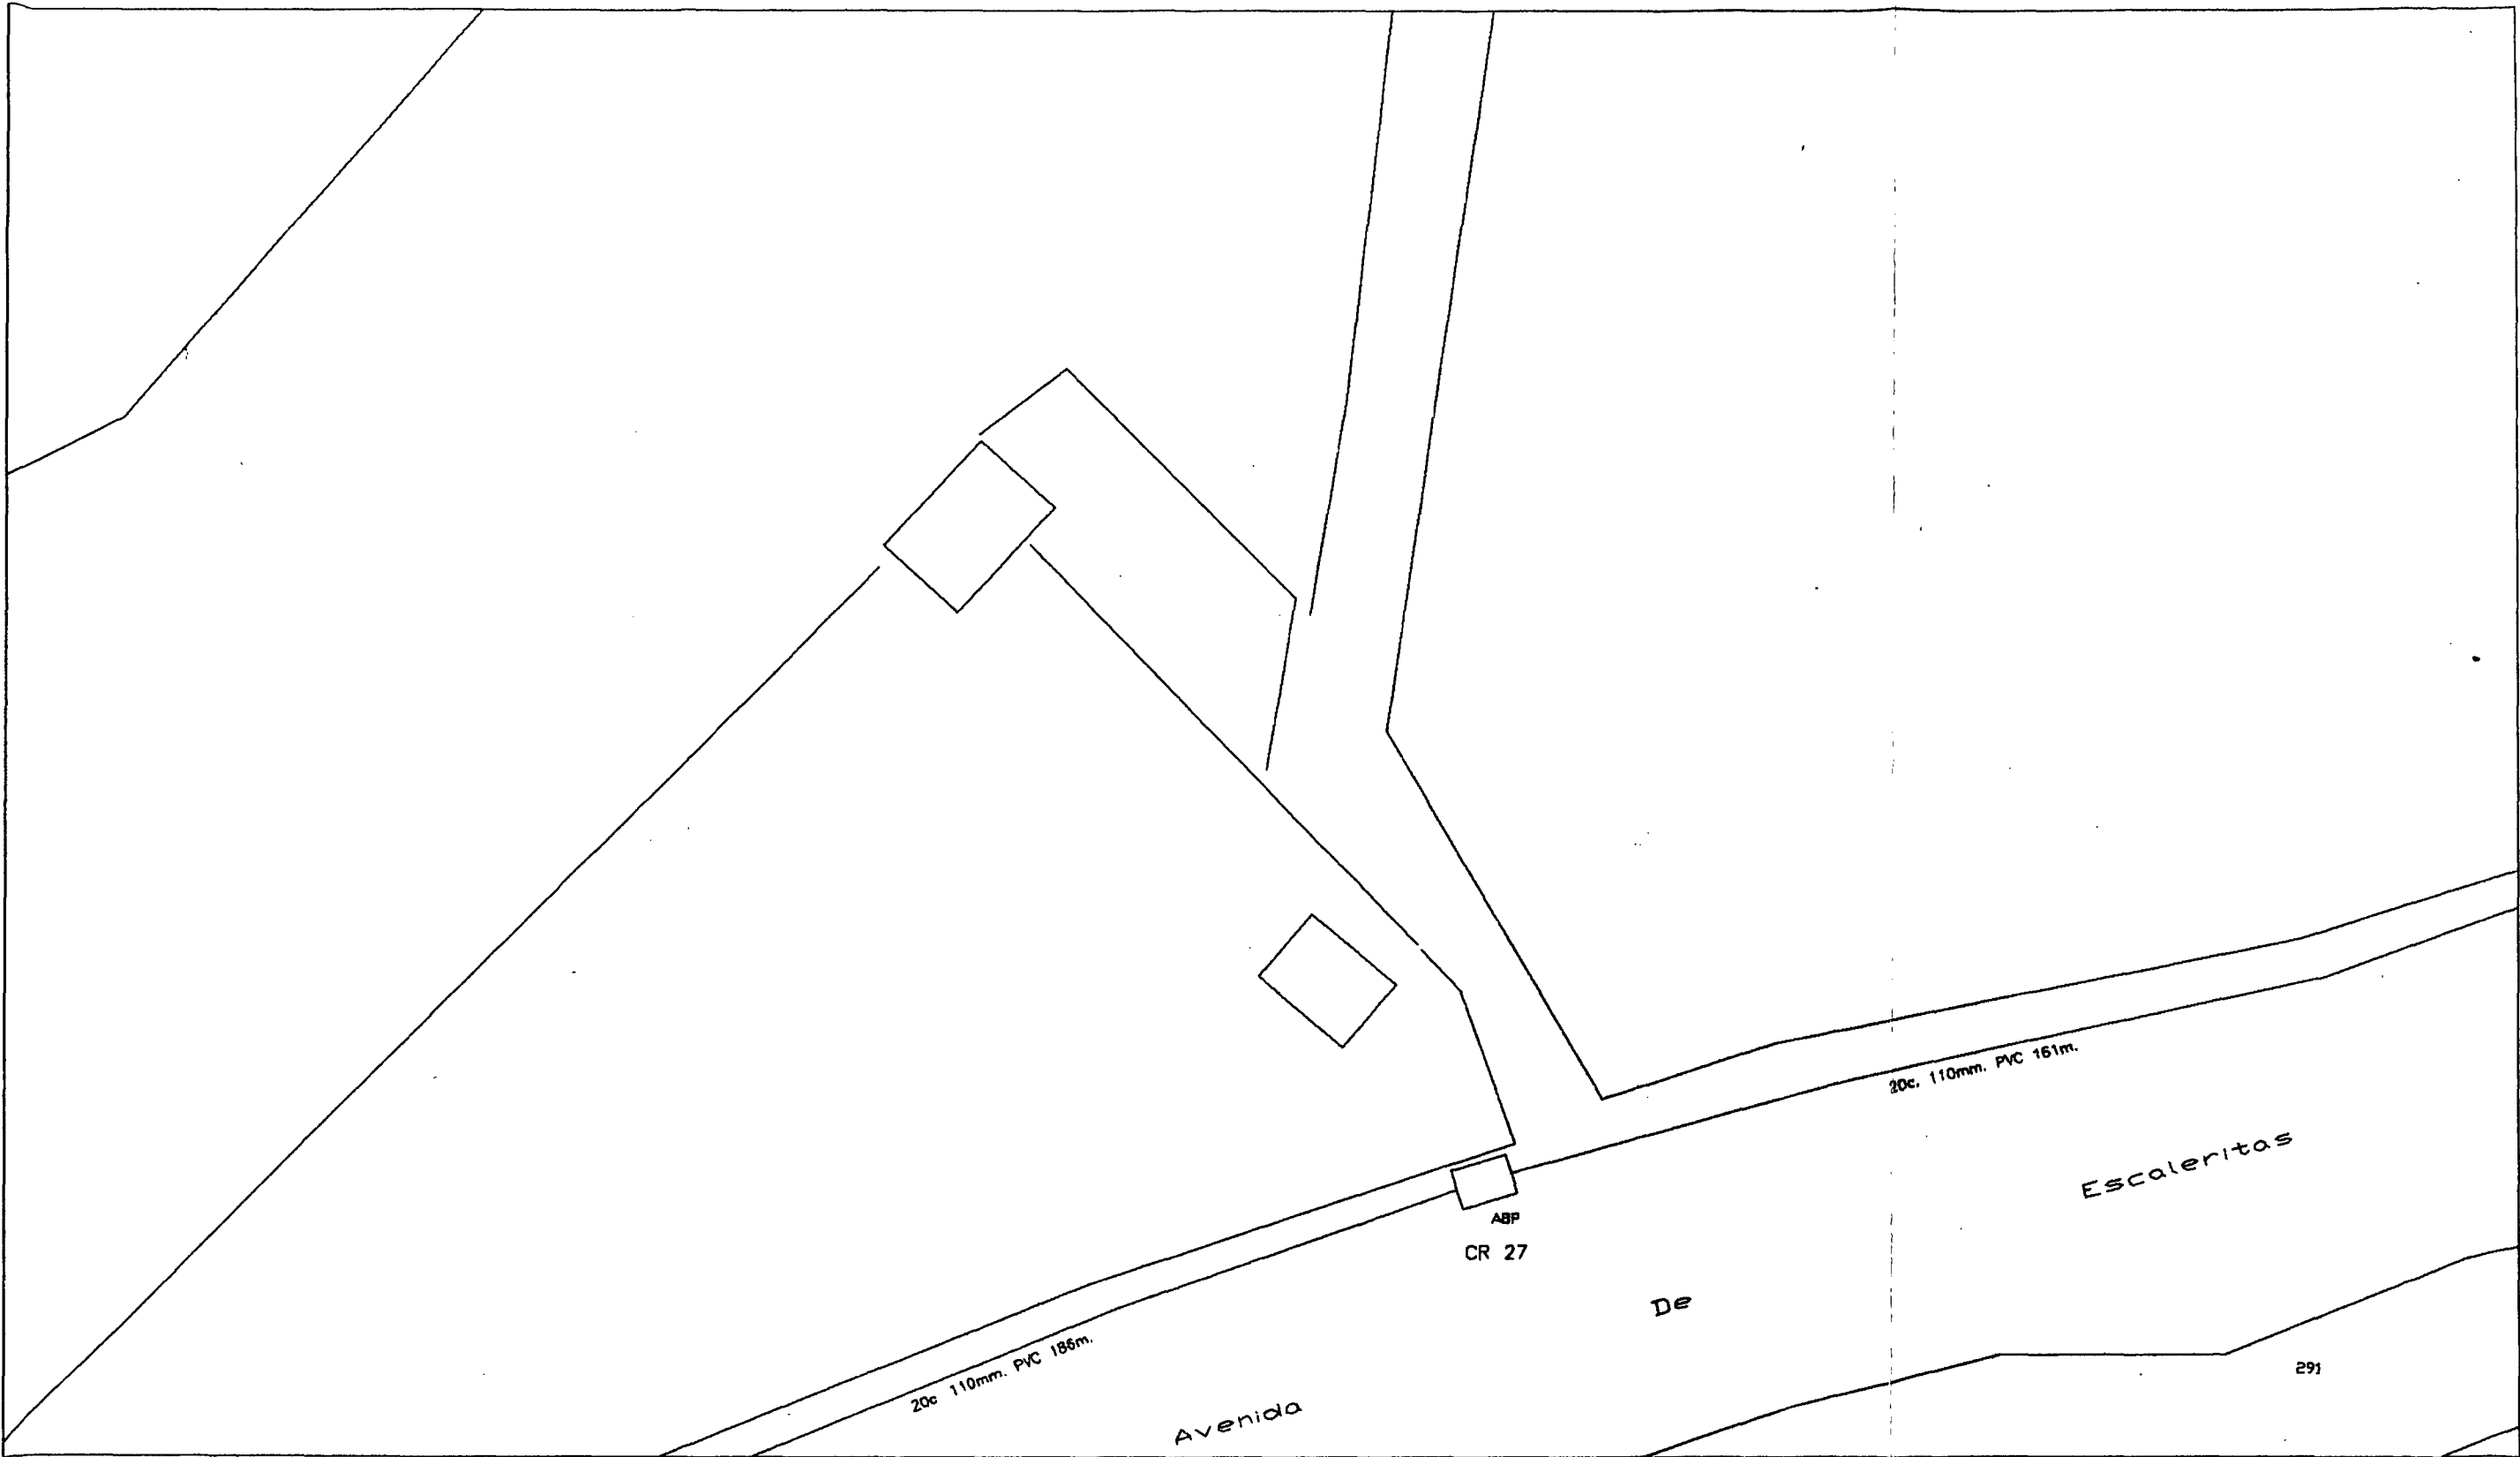 20c. 110mm. PVC 161m.
Escaleritas
ABP
CR 27
De
20c 110mm. PVC 186m.
291
Avenida